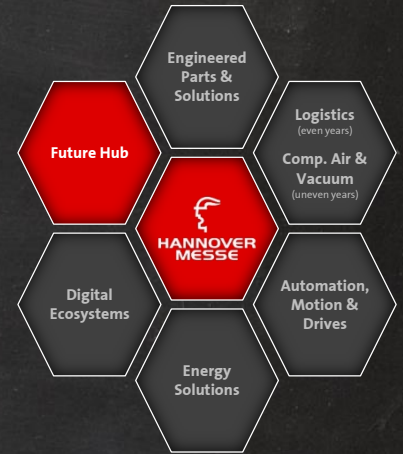 Engineered
Parts &
Solutions
Future Hub
Logistics
(even years)
Comp. Air &
Vacuum
(uneven years)
HANNOVER
MESSE
Digital
Ecosystems
Automation,
Motion &
Drives
Energy
Solutions